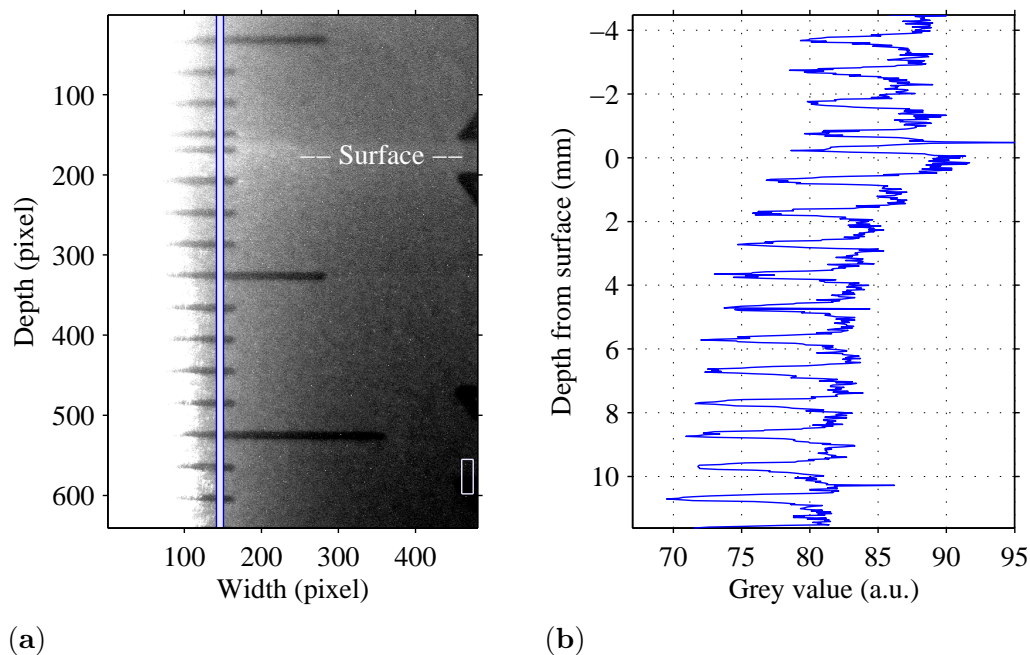 100
200
300
400
500
600
Depth (pixel)
−− Surface −−
100 200 300 400
Width (pixel)
(a)
−4
−2
0
2
4
6
8
10
Depth from surface (mm)
70 75 80 85 90 95
Grey value (a.u.)
(b)